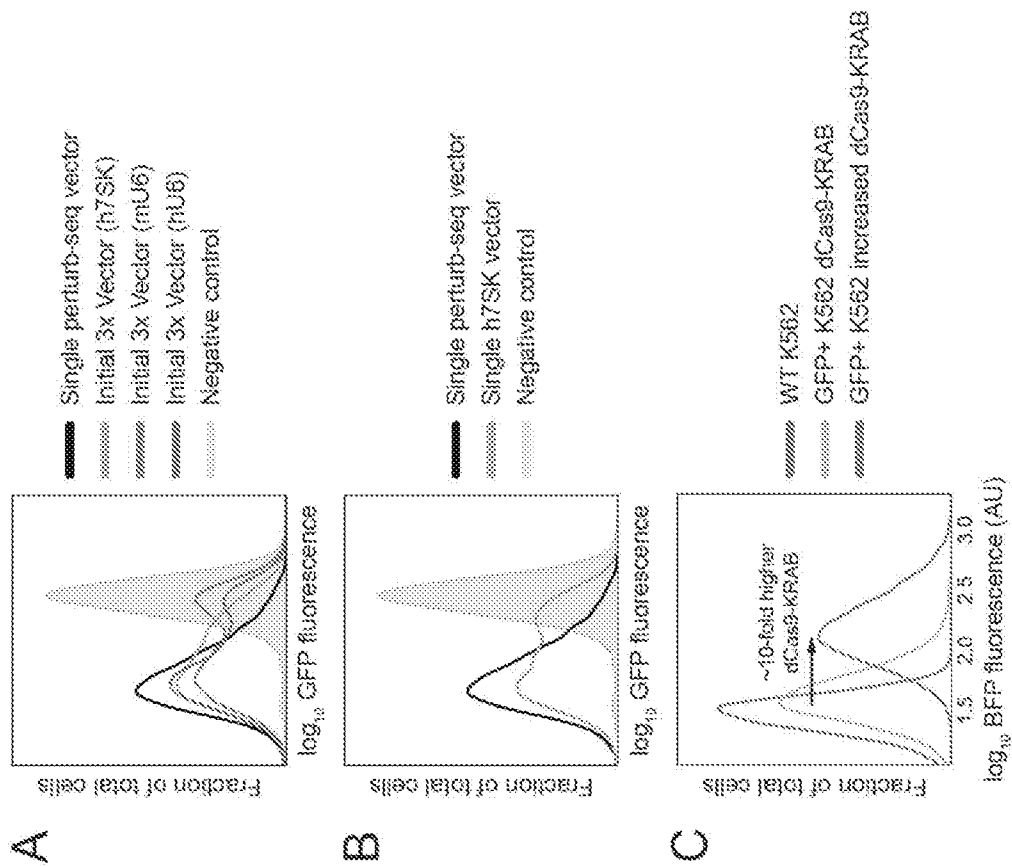 A
Fraction of total cells
log10 GFP fluorescence
Single perturb-seq vector
Initial 3x Vector (h7SK)
Initial 3x Vector (mU6)
Initial 3x Vector (hU6)
Negative control
B
Fraction of total cells
log10 GFP fluorescence
Single perturb-seq vector
Single h7SK vector
Negative control
C
Fraction of total cells
~10-fold higher
dCas9-KRAB
1.5 2.0 2.5 3.0
log10 BFP fluorescence (AU)
WT K562
GFP+ K562 dCas9-KRAB
GFP+ K562 increased dCas9-KRAB